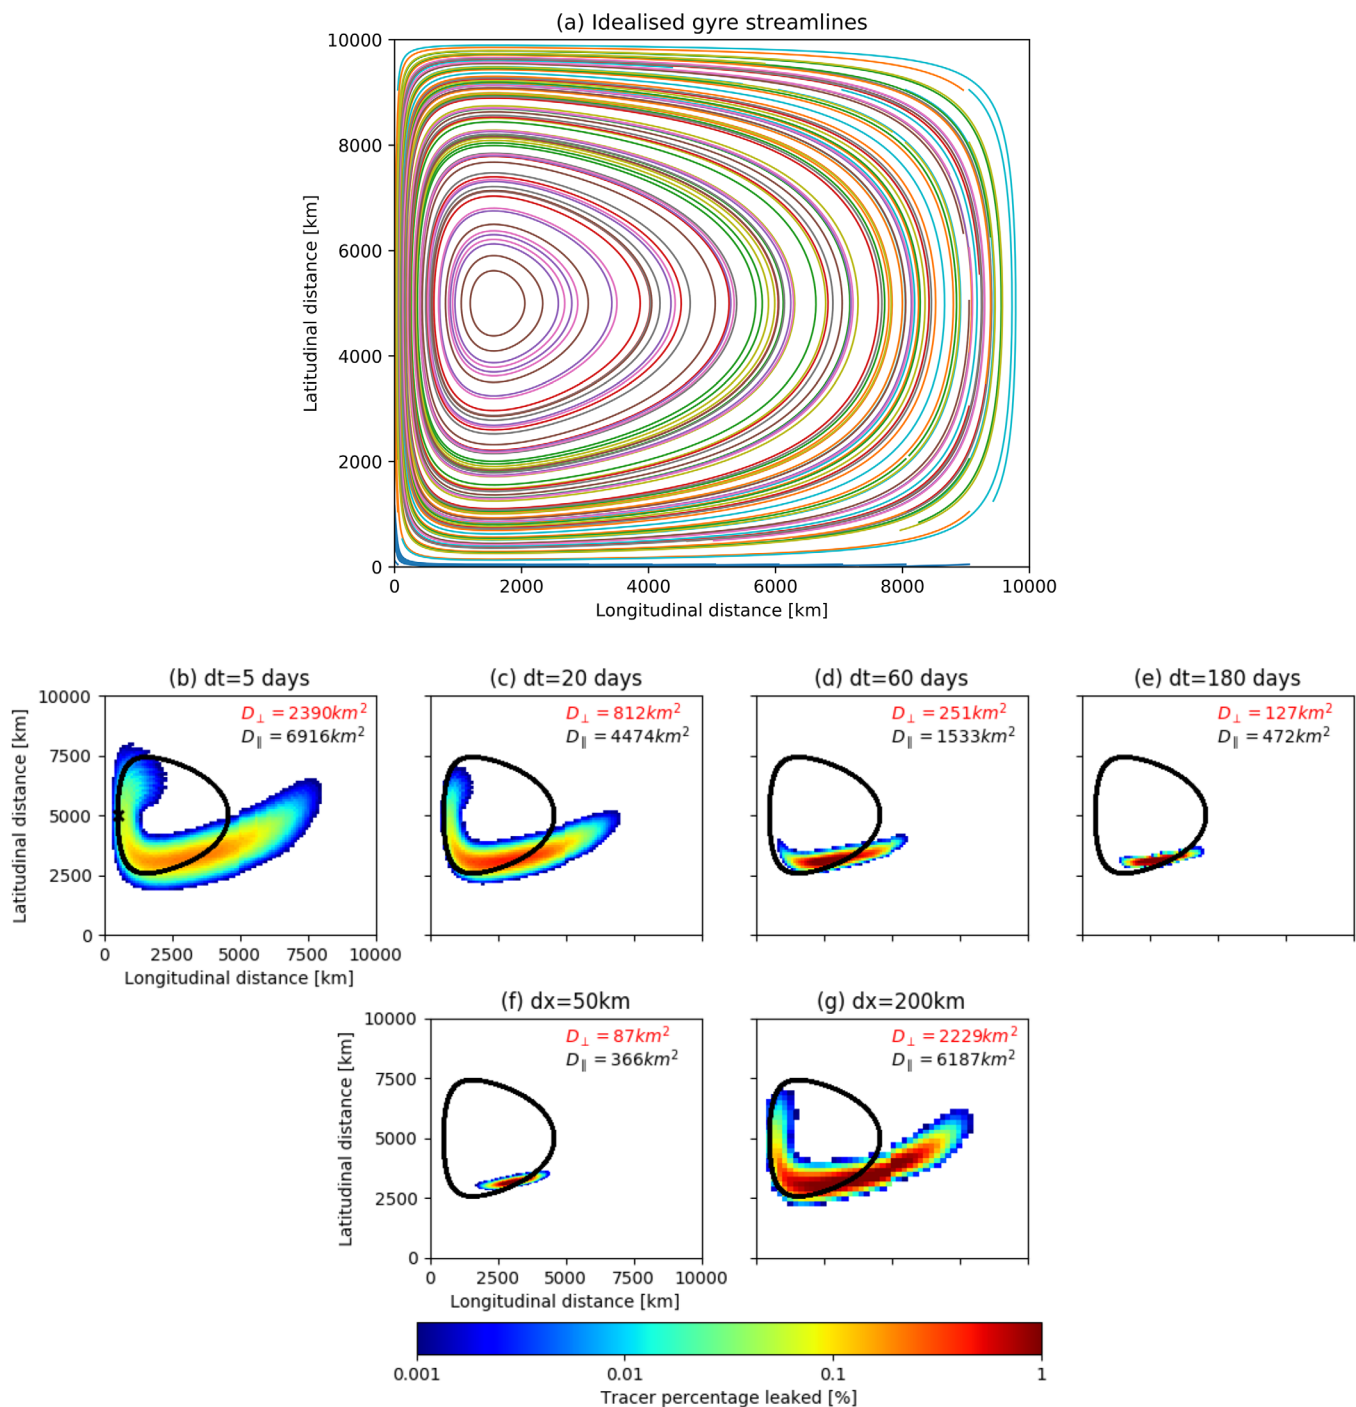 (a) Idealised gyre streamlines
10000
8000
6000
4000
2000
0
Latitudinal distance [km]
0 2000 4000 6000 8000 10000
Longitudinal distance [km]
(b) dt=5 days
D⊥ = 2390km²
D∥ = 6916km²
10000
7500
5000
2500
0
Latitudinal distance [km]
0 2500 5000 7500 10000
Longitudinal distance [km]
(c) dt=20 days
D⊥ = 812km²
D∥ = 4474km²
(d) dt=60 days
D⊥ = 251km²
D∥ = 1533km²
(e) dt=180 days
D⊥ = 127km²
D∥ = 472km²
(f) dx=50km
D⊥ = 87km²
D∥ = 366km²
10000
7500
5000
2500
0
Latitudinal distance [km]
0 2500 5000 7500 10000
Longitudinal distance [km]
(g) dx=200km
D⊥ = 2229km²
D∥ = 6187km²
0.001 0.01 0.1 1
Tracer percentage leaked [%]